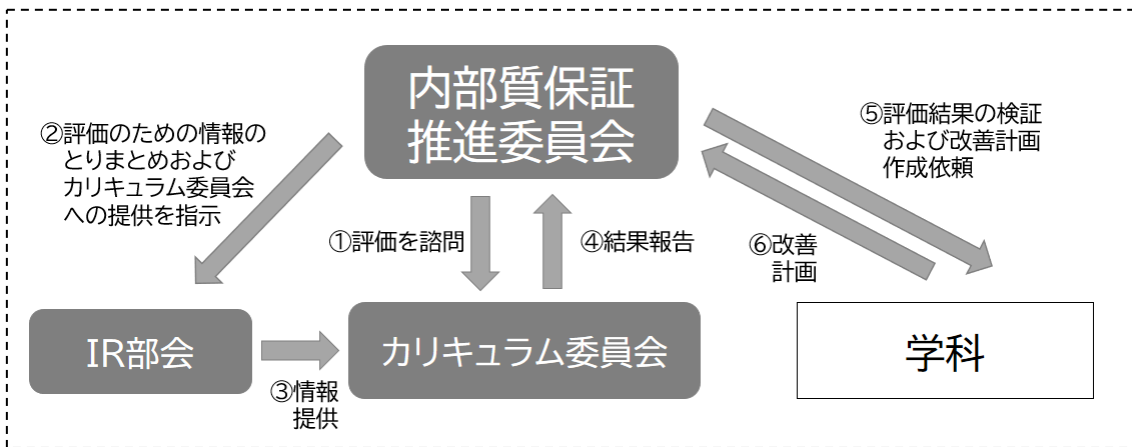 内部質保証
推進委員会
②評価のための情報の
とりまとめおよび
カリキュラム委員会
への提供を指示
①評価を諮問
④結果報告
⑤評価結果の検証
および改善計画
作成依頼
⑥改善
計画
IR部会
③情報
提供
カリキュラム委員会
学科